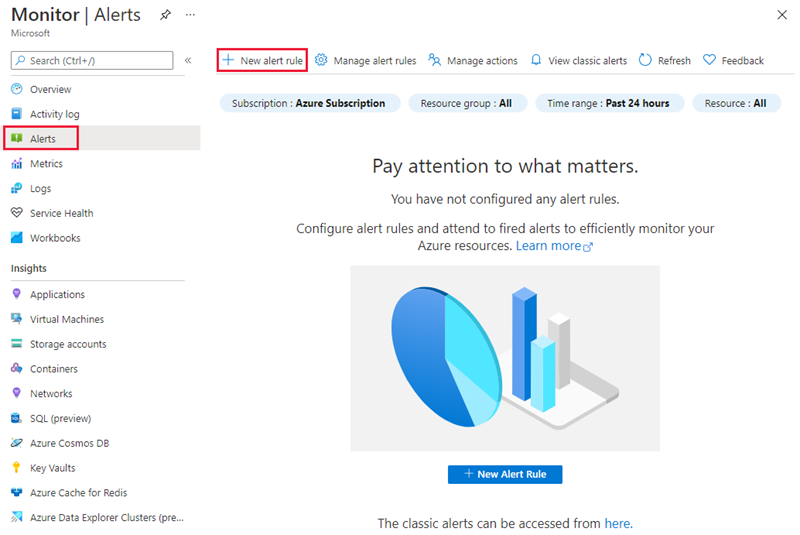 Monitor | Alerts
Microsoft
Search (Ctrl+/)
Overview
Activity log
Alerts
Metrics
Logs
Service Health
Workbooks
Insights
Applications
Virtual Machines
Storage accounts
Containers
Networks
SQL (preview)
Azure Cosmos DB
Key Vaults
Azure Cache for Redis
Azure Data Explorer Clusters (pre...
New alert rule Manage alert rules Manage actions View classic alerts Refresh Feedback
Subscription : Azure Subscription Resource group : All Time range : Past 24 hours Resource : All
Pay attention to what matters.
You have not configured any alert rules.
Configure alert rules and attend to fired alerts to efficiently monitor your
Azure resources. Learn more
+ New Alert Rule
The classic alerts can be accessed from here.